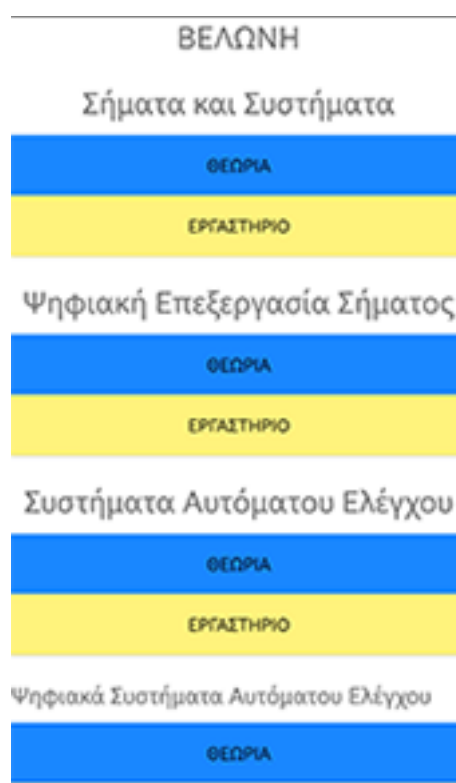 ΒΕΛΩΝΗ
Σήματα και Συστήματα
ΘΕΩΡΙΑ
ΕΡΓΑΣΤΗΡΙΟ
Ψηφιακή Επεξεργασία Σήματος
ΘΕΩΡΙΑ
ΕΡΓΑΣΤΗΡΙΟ
Συστήματα Αυτόματου Ελέγχου
ΘΕΩΡΙΑ
ΕΡΓΑΣΤΗΡΙΟ
Ψηφιακά Συστήματα Αυτόματου Ελέγχου
ΘΕΩΡΙΑ